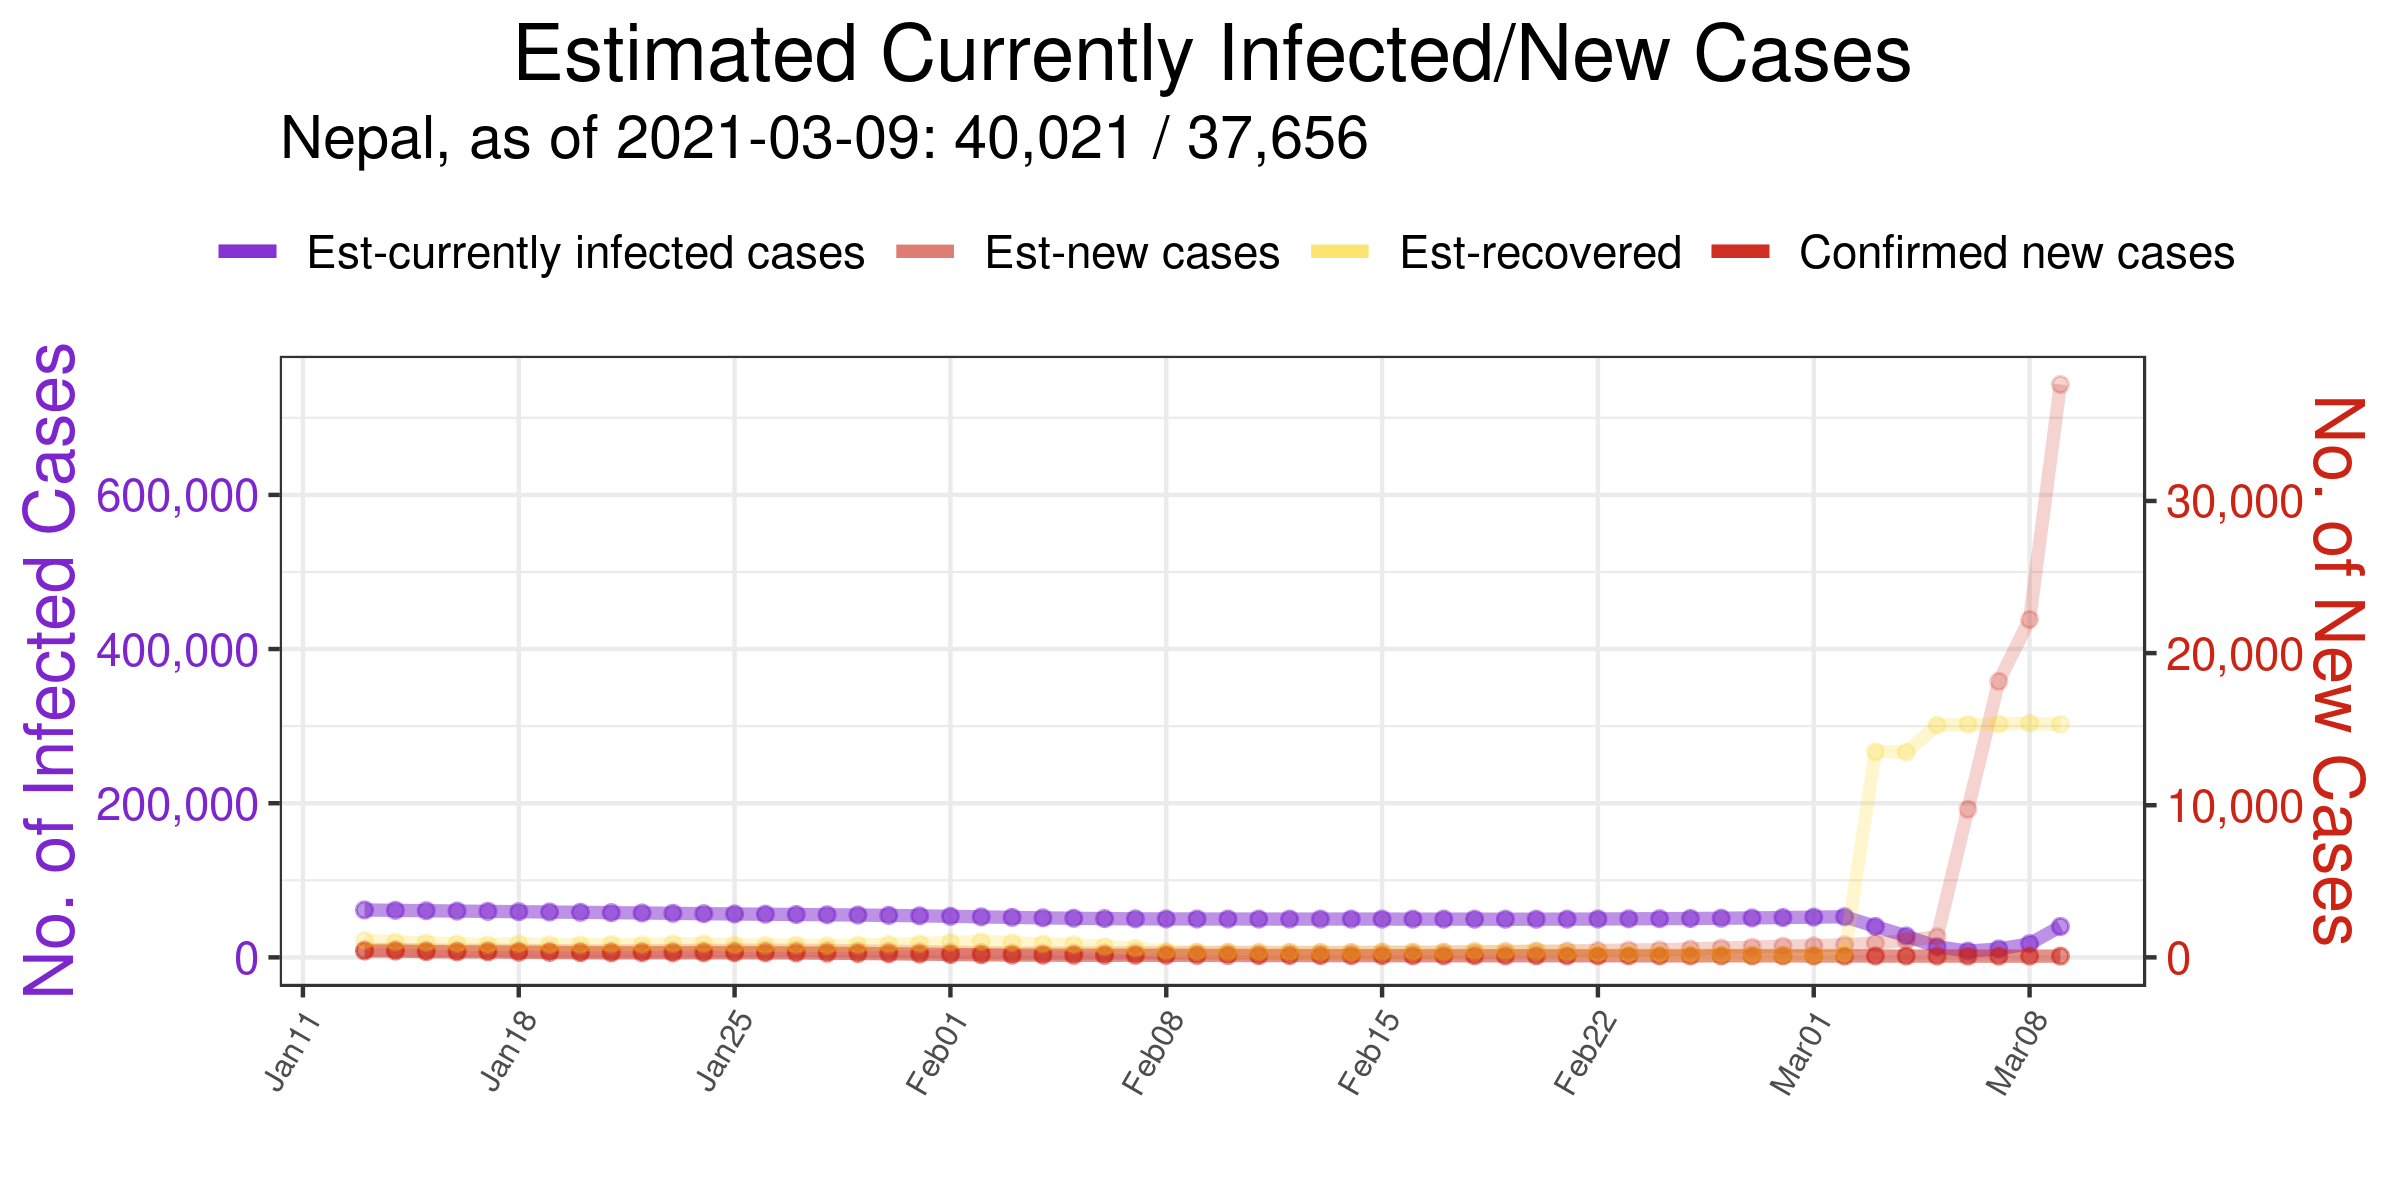 Estimated Currently Infected/New Cases
Nepal, as of 2021-03-09: 40,021 / 37,656
Est-currently infected cases Est-new cases Est-recovered Confirmed new cases
No. of Infected Cases
600,000
400,000
200,000
0
No. of New Cases
30,000
20,000
10,000
0
Jan11 Jan18 Jan25 Feb01 Feb08 Feb15 Feb22 Mar01 Mar08